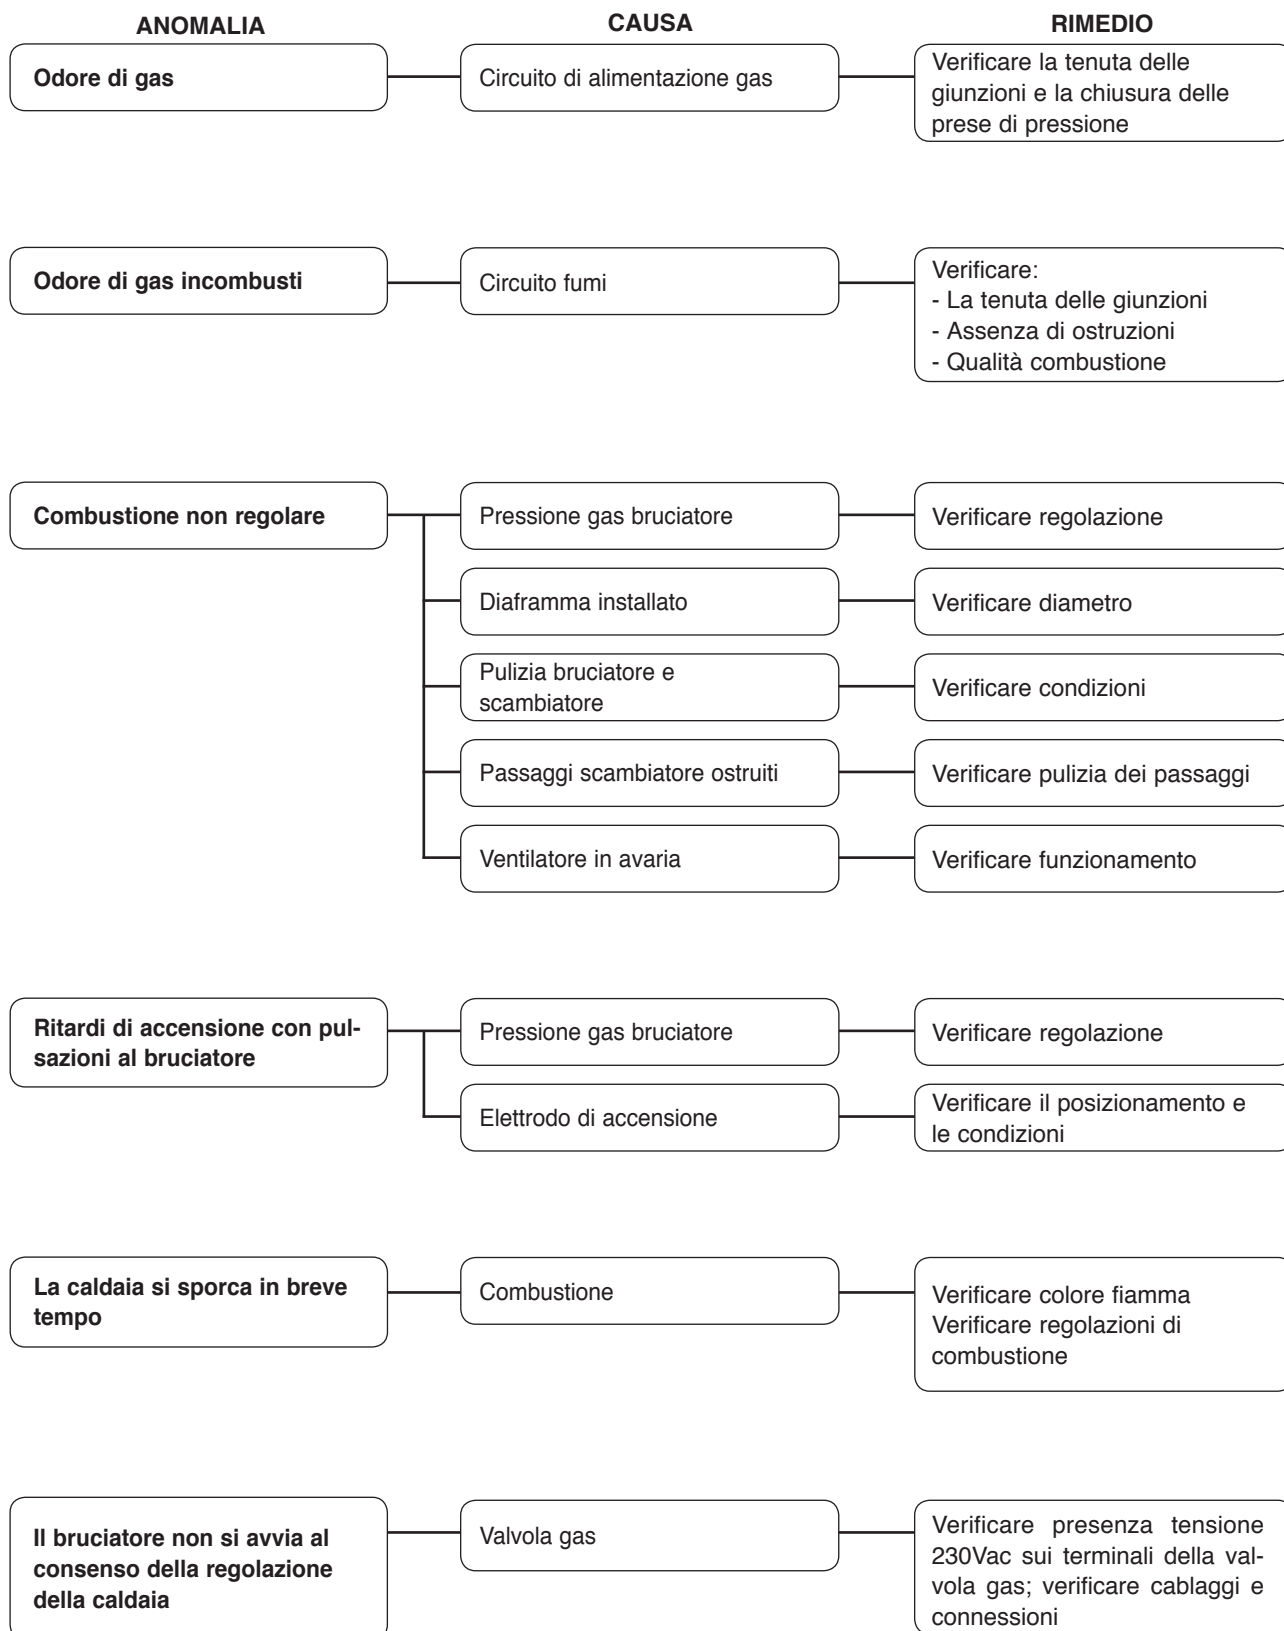 ANOMALIA
CAUSA
RIMEDIO
Odore di gas
Circuito di alimentazione gas
Verificare la tenuta delle
giunzioni e la chiusura delle
prese di pressione
Odore di gas incombusti
Circuito fumi
Verificare:
- La tenuta delle giunzioni
- Assenza di ostruzioni
- Qualità combustione
Combustione non regolare
Pressione gas bruciatore
Verificare regolazione
Diaframma installato
Verificare diametro
Pulizia bruciatore e
scambiatore
Verificare condizioni
Passaggi scambiatore ostruiti
Verificare pulizia dei passaggi
Ventilatore in avaria
Verificare funzionamento
Ritardi di accensione con pul-
sazioni al bruciatore
Pressione gas bruciatore
Verificare regolazione
Elettrodo di accensione
Verificare il posizionamento e
le condizioni
La caldaia si sporca in breve
tempo
Combustione
Verificare colore fiamma
Verificare regolazioni di
combustione
Il bruciatore non si avvia al
consenso della regolazione
della caldaia
Valvola gas
Verificare presenza tensione
230Vac sui terminali della val-
vola gas; verificare cablaggi e
connessioni